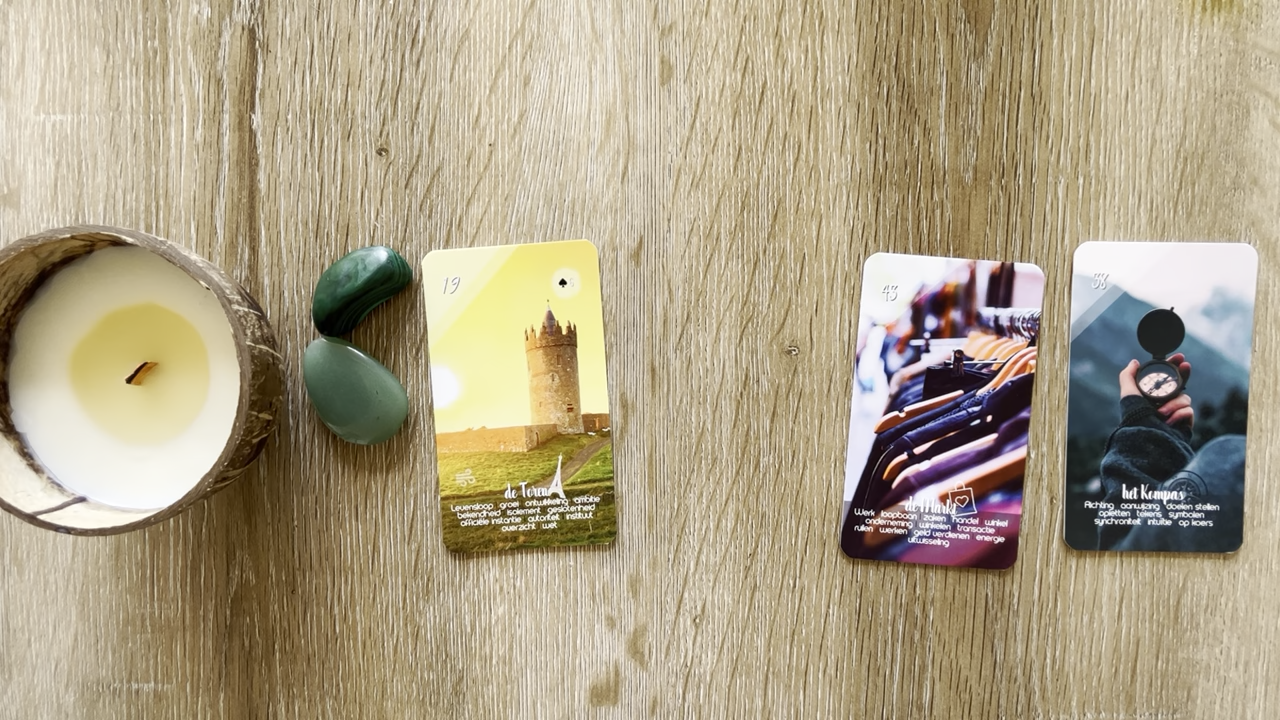 19
de Toren
Levensloop groei ontwikkeling ambitie
bekendheid isolement geslotenheid
officiële instantie autoriteit instituut
overzicht wet
43
de Markt
Werk loopbaan zaken handel winkel
onderneming winkelen transactie
ruilen werken geld verdienen energie
uitwisseling
38
het Kompas
Richting aanwijzing doelen stellen
opletten tekens symbolen
synchroniteit intuïtie op koers